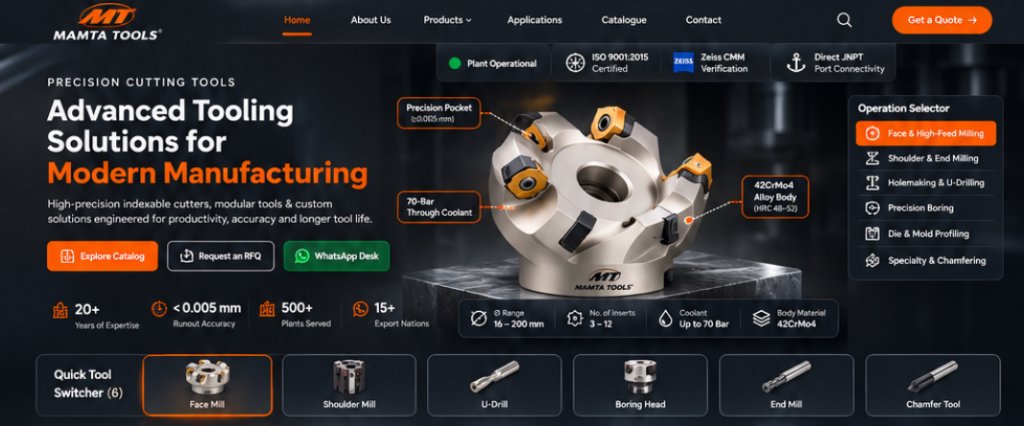 MT
MAMTA TOOLS®
Home
About Us
Products
Applications
Catalogue
Contact
Get a Quote →
Plant Operational
ISO 9001:2015
Certified
ZEISS
Zeiss CMM
Verification
Direct JNPT
Port Connectivity
PRECISION CUTTING TOOLS
Advanced Tooling
Solutions for
Modern Manufacturing
High-precision indexable cutters, modular tools & custom
solutions engineered for productivity, accuracy and longer tool life.
Explore Catalog
Request an RFQ
WhatsApp Desk
20+
Years of Expertise
< 0.005 mm
Runout Accuracy
500+
Plants Served
15+
Export Nations
Precision Pocket
(±0.005 mm)
70-Bar
Through Coolant
42CrMo4
Alloy Body
(HRC 48–52)
MT
MAMTA TOOLS®
Operation Selector
Face & High-Feed Milling
Shoulder & End Milling
Holemaking & U-Drilling
Precision Boring
Die & Mold Profiling
Specialty & Chamfering
Ø Range
16 – 200 mm
No. of Inserts
3 – 12
Coolant
Up to 70 Bar
Body Material
42CrMo4
Quick Tool
Switcher (6)
Face Mill
Shoulder Mill
U-Drill
Boring Head
End Mill
Chamfer Tool